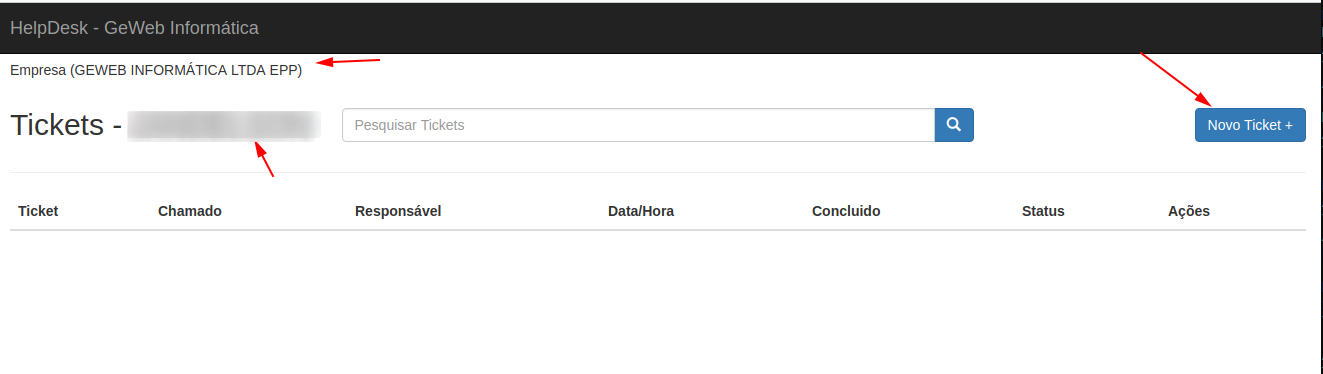 HelpDesk - GeWeb Informática
Empresa (GEWEB INFORMÁTICA LTDA EPP)
Tickets -
Pesquisar Tickets
Novo Ticket +
Ticket Chamado Responsável Data/Hora Concluido Status Ações